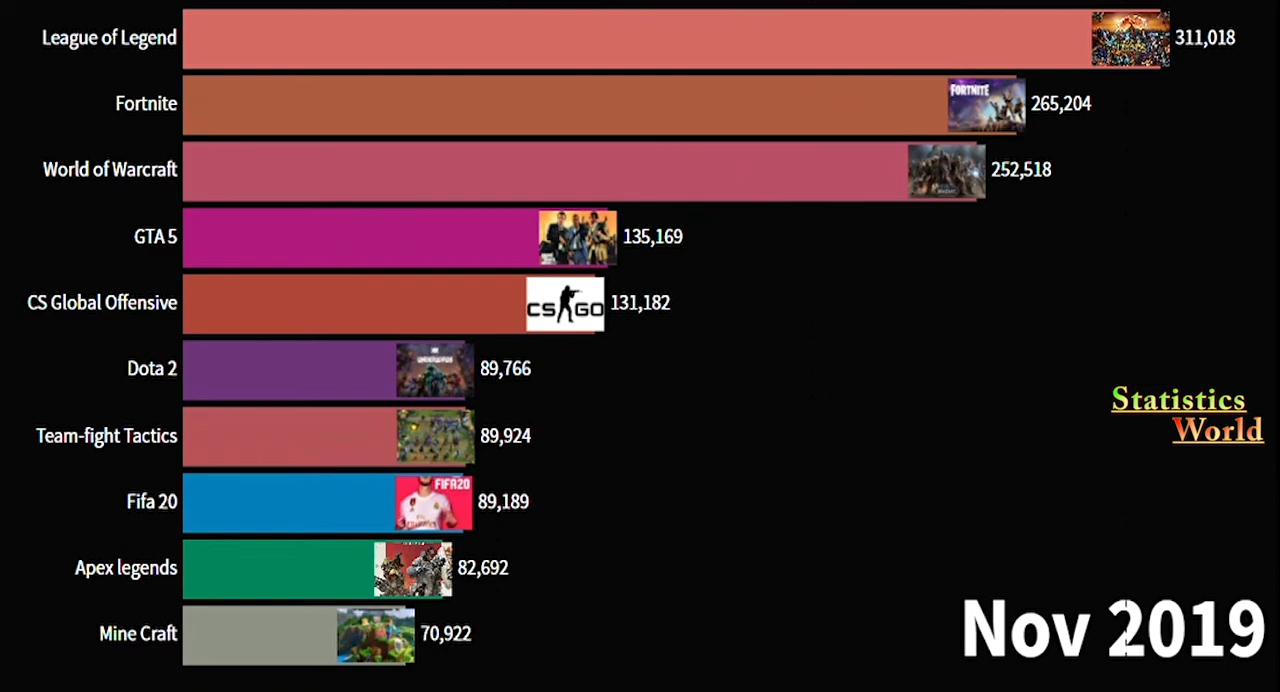 League of Legend 311,018
Fortnite FORTNITE 265,204
World of Warcraft 252,518
GTA 5 135,169
CS Global Offensive CS GO 131,182
Dota 2 UNDERLORDS 89,766
Team-fight Tactics 89,924
Fifa 20 FIFA20 89,189
Apex legends 82,692
Mine Craft 70,922
Statistics
World
Nov 2019